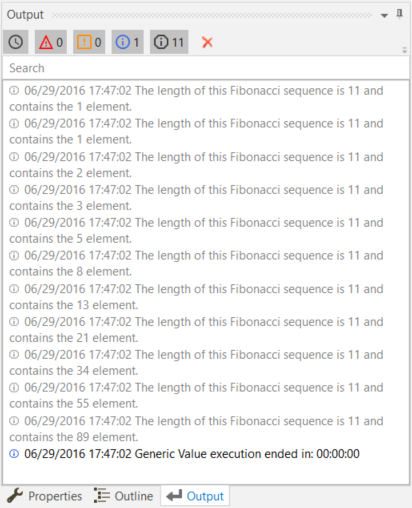 Output
0 0 1 11
Search
06/29/2016 17:47:02 The length of this Fibonacci sequence is 11 and
contains the 1 element.
06/29/2016 17:47:02 The length of this Fibonacci sequence is 11 and
contains the 1 element.
06/29/2016 17:47:02 The length of this Fibonacci sequence is 11 and
contains the 2 element.
06/29/2016 17:47:02 The length of this Fibonacci sequence is 11 and
contains the 3 element.
06/29/2016 17:47:02 The length of this Fibonacci sequence is 11 and
contains the 5 element.
06/29/2016 17:47:02 The length of this Fibonacci sequence is 11 and
contains the 8 element.
06/29/2016 17:47:02 The length of this Fibonacci sequence is 11 and
contains the 13 element.
06/29/2016 17:47:02 The length of this Fibonacci sequence is 11 and
contains the 21 element.
06/29/2016 17:47:02 The length of this Fibonacci sequence is 11 and
contains the 34 element.
06/29/2016 17:47:02 The length of this Fibonacci sequence is 11 and
contains the 55 element.
06/29/2016 17:47:02 The length of this Fibonacci sequence is 11 and
contains the 89 element.
06/29/2016 17:47:02 Generic Value execution ended in: 00:00:00
Properties Outline Output